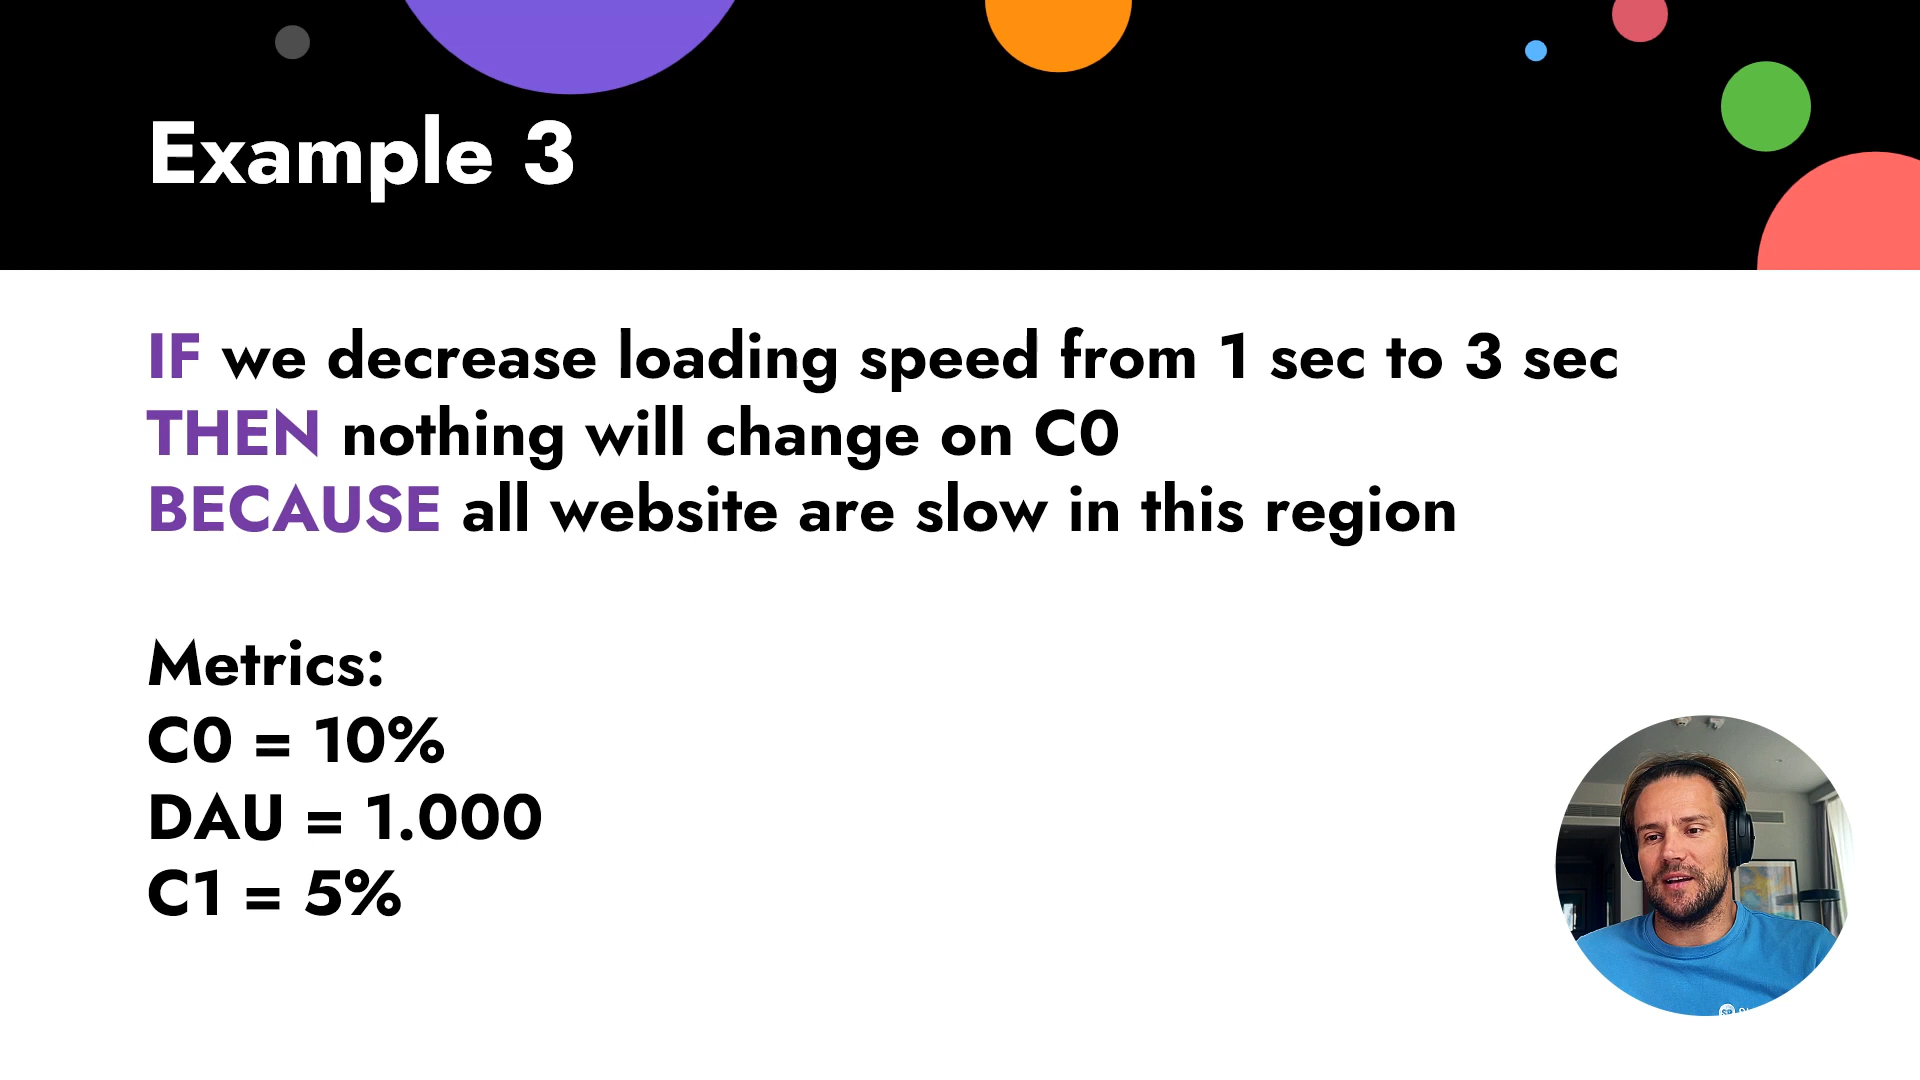 Example 3
IF we decrease loading speed from 1 sec to 3 sec
THEN nothing will change on C0
BECAUSE all website are slow in this region
Metrics:
C0 = 10%
DAU = 1.000
C1 = 5%